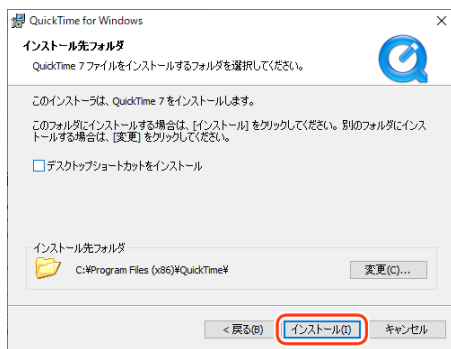 QuickTime for Windows
インストール先フォルダ
QuickTime 7 ファイルをインストールするフォルダを選択してください。
このインストーラは、QuickTime 7 をインストールします。
このフォルダにインストールする場合は、[インストール] をクリックしてください。別のフォルダにインス
トールする場合は、[変更] をクリックしてください。
デスクトップショートカットをインストール
インストール先フォルダ
C:¥Program Files (x86)¥QuickTime¥
変更(C)...
< 戻る(B)
インストール(I)
キャンセル